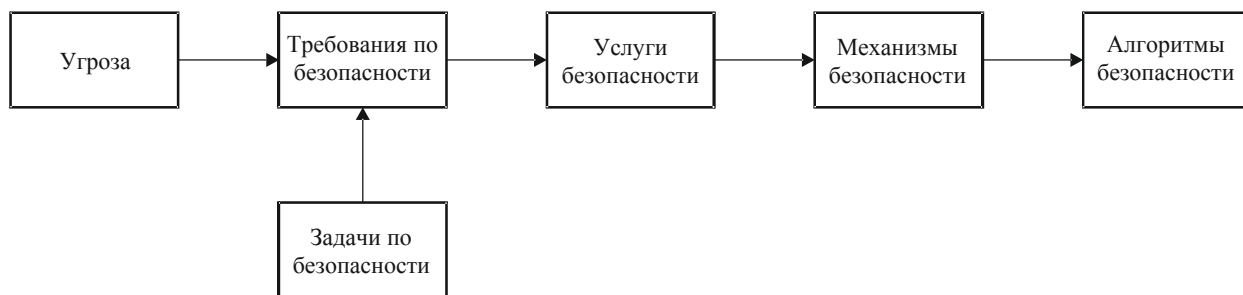 Угроза
Требования по
безопасности
Услуги
безопасности
Механизмы
безопасности
Алгоритмы
безопасности
Задачи по
безопасности